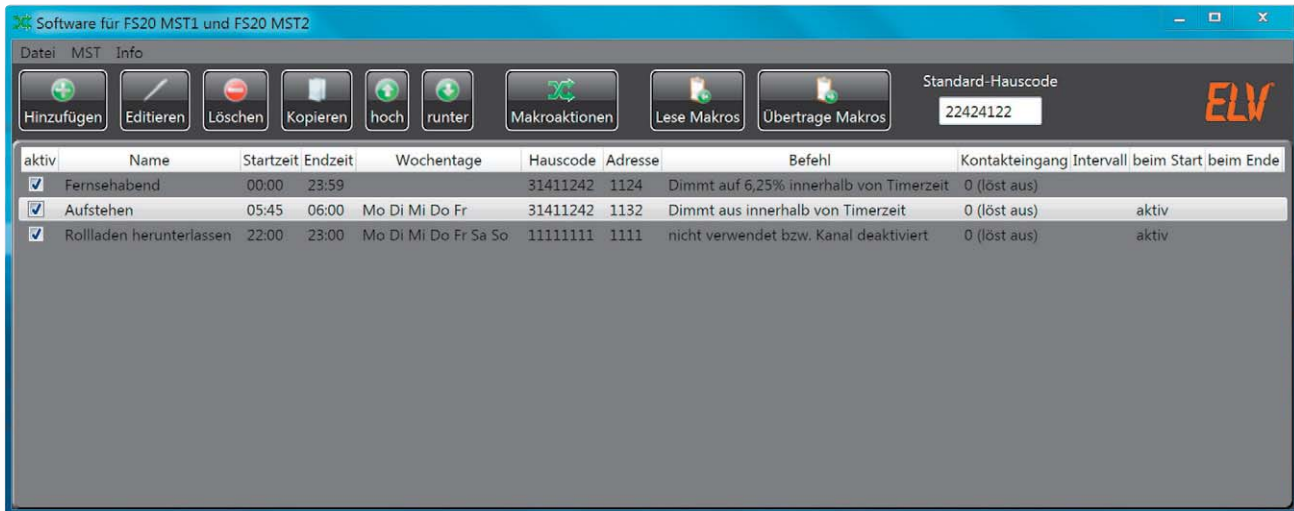 Software für FS20 MST1 und FS20 MST2
Datei MST Info
Hinzufügen Editieren Löschen Kopieren hoch runter Makroaktionen Lese Makros Übertrage Makros
Standard-Hauscode
22424122
ELV
aktiv Name Startzeit Endzeit Wochentage Hauscode Adresse Befehl Kontakteingang Intervall beim Start beim Ende
Fernsehabend 00:00 23:59 31411242 1124 Dimmt auf 6,25% innerhalb von Timerzeit 0 (löst aus)
Aufstehen 05:45 06:00 Mo Di Mi Do Fr 31411242 1132 Dimmt aus innerhalb von Timerzeit 0 (löst aus) aktiv
Rollladen herunterlassen 22:00 23:00 Mo Di Mi Do Fr Sa So 11111111 1111 nicht verwendet bzw. Kanal deaktiviert 0 (löst aus) aktiv